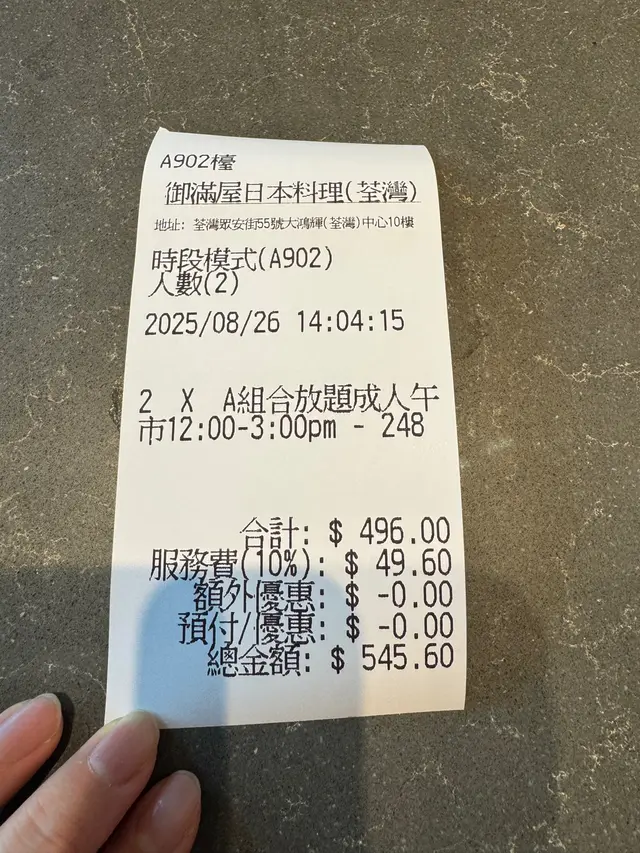 A902檯
御滿屋日本料理(荃灣)
地址: 荃灣眾安街55號大鴻輝(荃灣)中心10樓
時段模式(A902)
人數(2)
2025/08/26 14:04:15
2 X A組合放題成人午
市12:00-3:00pm - 248
合計: $ 496.00
服務費(10%): $ 49.60
額外優惠: $ -0.00
預付/優惠: $ -0.00
總金額: $ 545.60